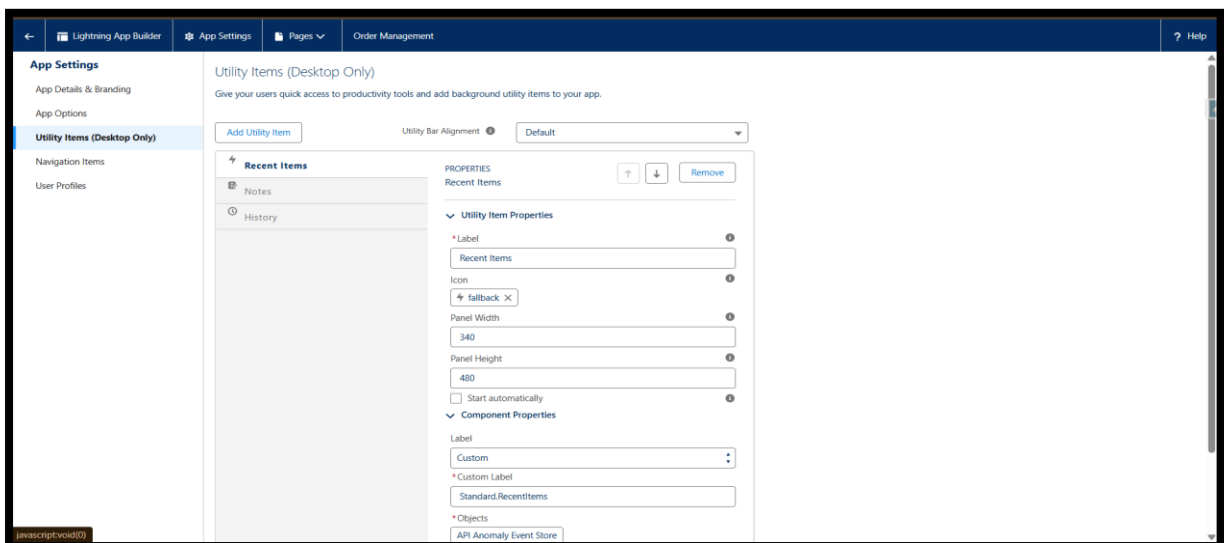 Lightning App Builder App Settings Pages Order Management ? Help
App Settings
App Details & Branding
App Options
Utility Items (Desktop Only)
Navigation Items
User Profiles
Utility Items (Desktop Only)
Give your users quick access to productivity tools and add background utility items to your app.
Add Utility Item
Utility Bar Alignment
Default
Recent Items
Notes
History
PROPERTIES
Recent Items
Remove
Utility Item Properties
*Label
Recent Items
Icon
fallback
Panel Width
340
Panel Height
480
Start automatically
Component Properties
Label
Custom
*Custom Label
Standard.RecentItems
*Objects
API Anomaly Event Store
javascript:void(0)